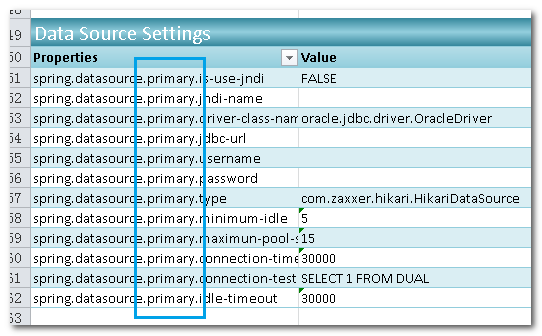 49 Data Source Settings
50 Properties Value
51 spring.datasource.primary.is-use-jndi FALSE
52 spring.datasource.primary.jndi-name
53 spring.datasource.primary.driver-class-nam oracle.jdbc.driver.OracleDriver
54 spring.datasource.primary.jdbc-url
55 spring.datasource.primary.username
56 spring.datasource.primary.password
57 spring.datasource.primary.type com.zaxxer.hikari.HikariDataSource
58 spring.datasource.primary.minimum-idle 5
59 spring.datasource.primary.maximun-pool-s 15
60 spring.datasource.primary.connection-time 30000
61 spring.datasource.primary.connection-test SELECT 1 FROM DUAL
62 spring.datasource.primary.idle-timeout 30000
63